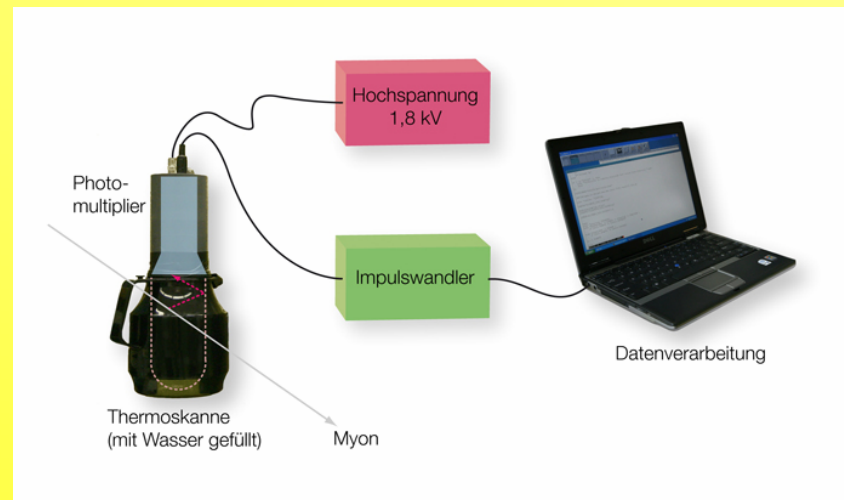 Hochspannung
1,8 kV
Photo-
multiplier
Impulswandler
Datenverarbeitung
Thermoskanne
(mit Wasser gefüllt)
Myon